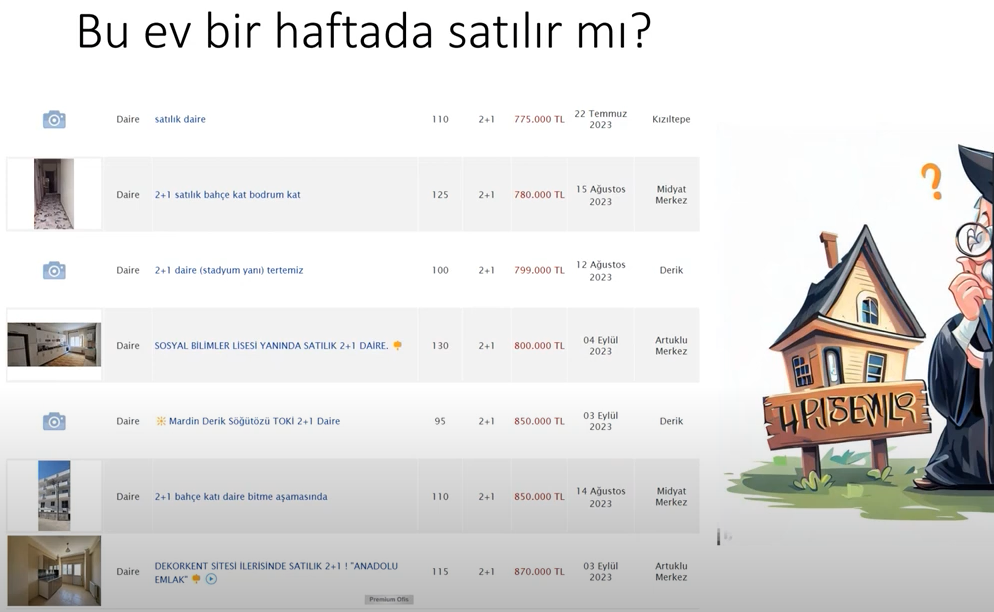 Bu ev bir haftada satılır mı?
Daire satılık daire 110 2+1 775.000 TL 22 Temmuz 2023 Kızıltepe
Daire 2+1 satılık bahçe kat bodrum kat 125 2+1 780.000 TL 15 Ağustos 2023 Midyat Merkez
Daire 2+1 daire (stadyum yanı) tertemiz 100 2+1 799.000 TL 12 Ağustos 2023 Derik
Daire SOSYAL BİLİMLER LİSESİ YANINDA SATILIK 2+1 DAİRE. 130 2+1 800.000 TL 04 Eylül 2023 Artuklu Merkez
Daire Mardin Derik Söğütözü TOKİ 2+1 Daire 95 2+1 850.000 TL 03 Eylül 2023 Derik
Daire 2+1 bahçe katı daire bitme aşamasında 110 2+1 850.000 TL 14 Ağustos 2023 Midyat Merkez
Daire DEKORKENT SİTESİ İLERİSİNDE SATILIK 2+1 ! "ANADOLU EMLAK" 115 2+1 870.000 TL 03 Eylül 2023 Artuklu Merkez
Premium Ofis
?